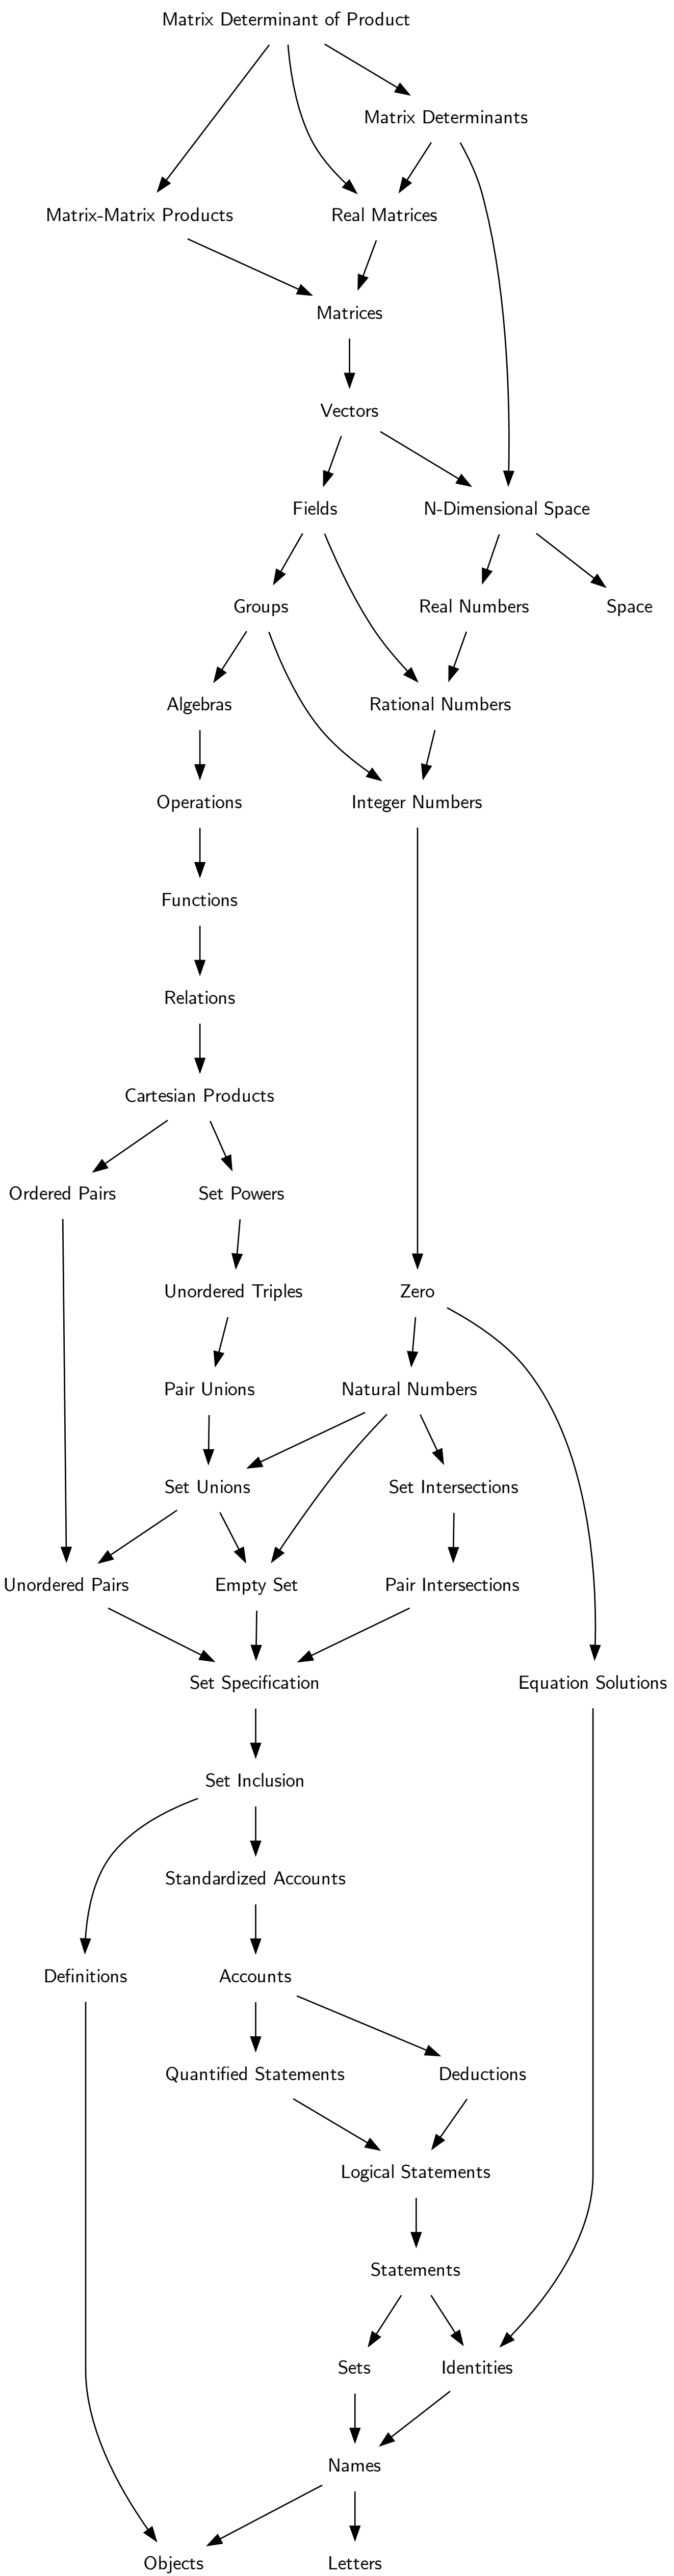 Matrix Determinant of Product
Matrix Determinants
Matrix-Matrix Products
Real Matrices
Matrices
Vectors
Fields
N-Dimensional Space
Groups
Real Numbers
Space
Algebras
Rational Numbers
Operations
Integer Numbers
Functions
Relations
Cartesian Products
Ordered Pairs
Set Powers
Unordered Triples
Zero
Pair Unions
Natural Numbers
Set Unions
Set Intersections
Unordered Pairs
Empty Set
Pair Intersections
Set Specification
Equation Solutions
Set Inclusion
Standardized Accounts
Definitions
Accounts
Quantified Statements
Deductions
Logical Statements
Statements
Sets
Identities
Names
Objects
Letters